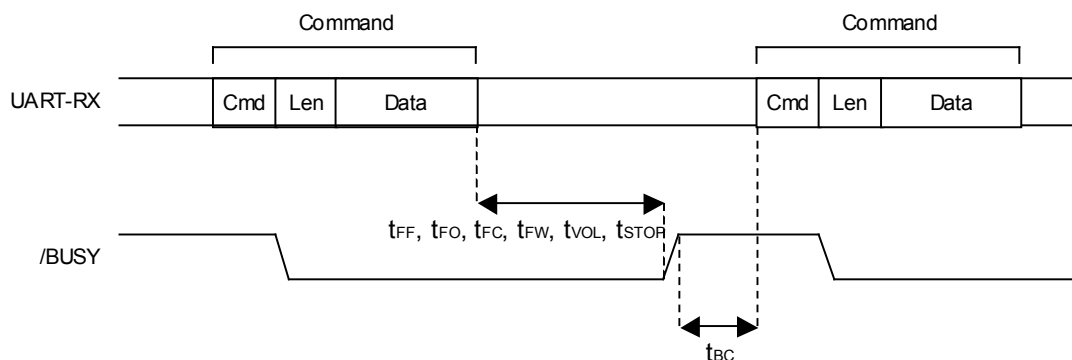 Command Command
UART-RX Cmd Len Data Cmd Len Data
tFF, tFO, tFC, tFW, tVOL, tSTOP
/BUSY
tBC